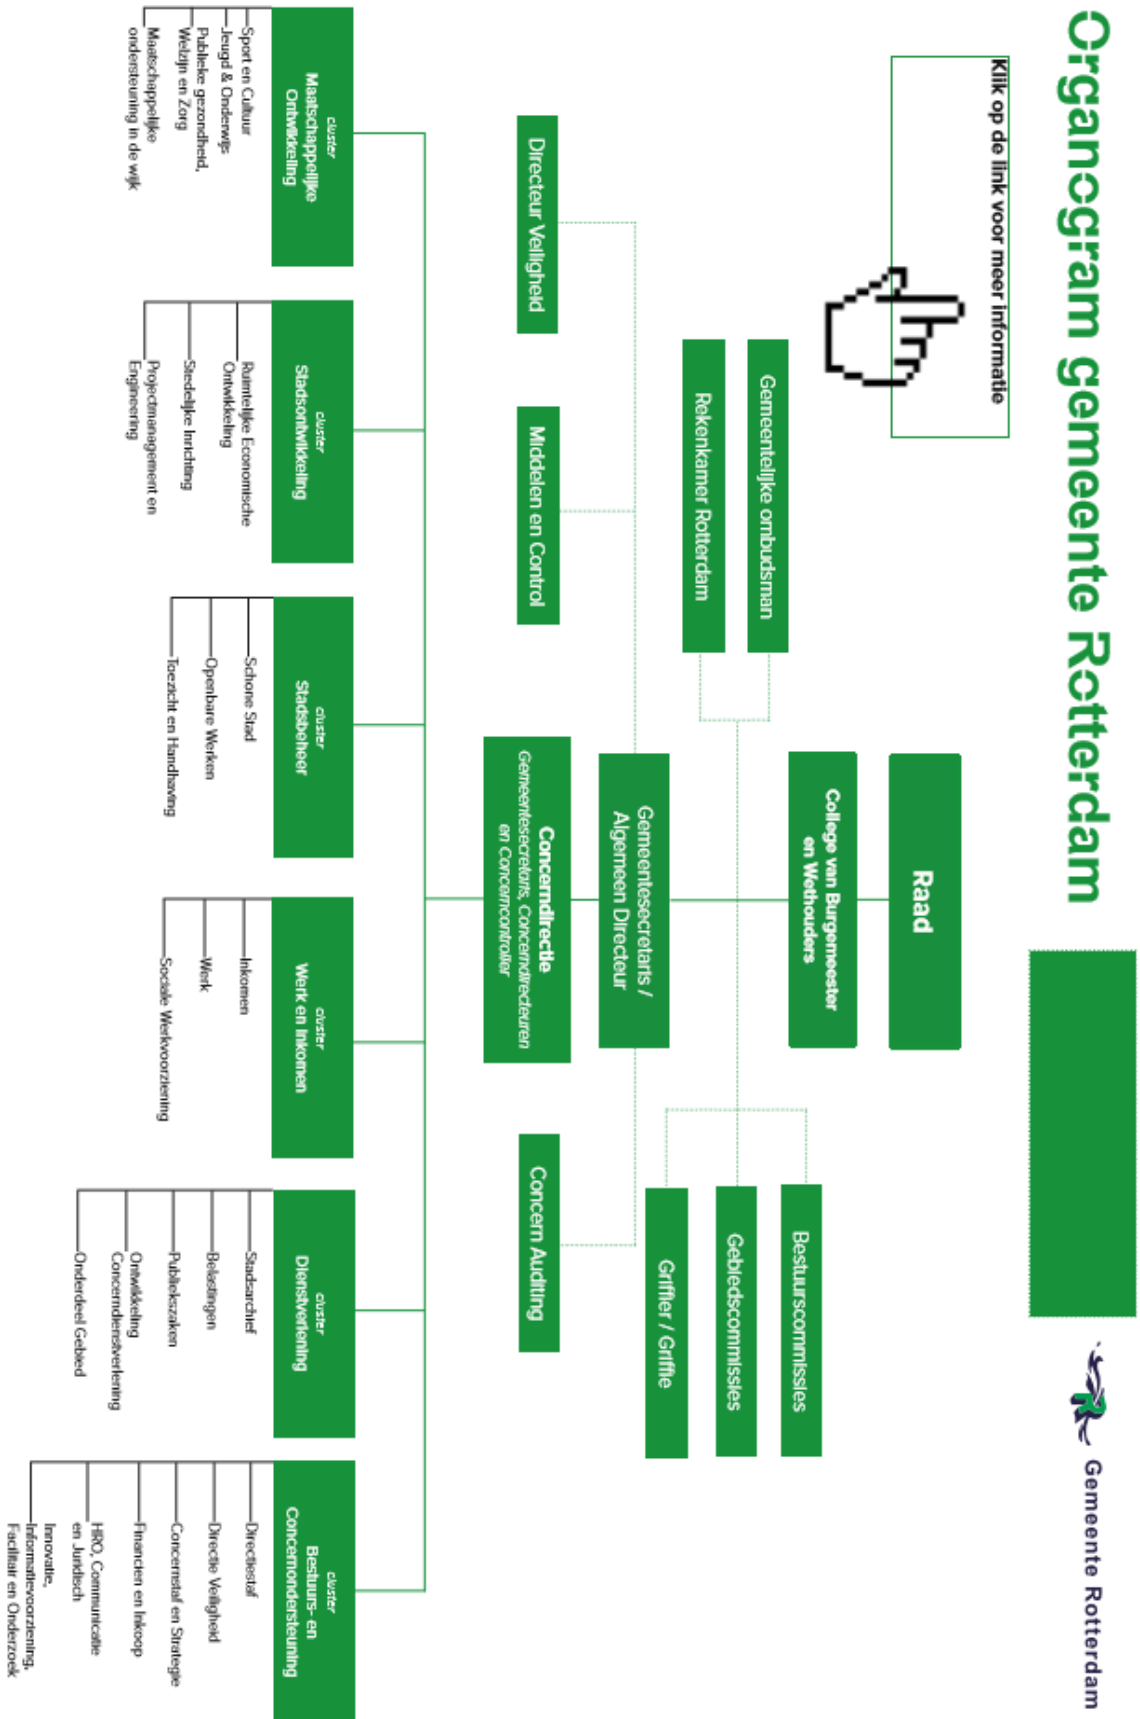 Organogram gemeente Rotterdam
Gemeente Rotterdam
Klik op de link voor meer informatie
Raad
College van Burgemeester
en Wethouders
Gemeentelijke ombudsman
Rekenkamer Rotterdam
Bestuurscommissies
Gebiedscommissies
Griffier / Griffie
Gemeentesecretaris /
Algemeen Directeur
Directeur Veiligheid
Middelen en Control
Concern Auditing
Concerndirectie
Gemeentesecretaris, Concerndirecteuren
en Concerncontroller
cluster
Maatschappelijke
Ontwikkeling
Sport en Cultuur
Jeugd & Onderwijs
Publieke gezondheid,
Welzijn en Zorg
Maatschappelijke
ondersteuning in de wijk
cluster
Stadsontwikkeling
Ruimtelijke Economische
Ontwikkeling
Stedelijke Inrichting
Projectmanagement en
Engineering
cluster
Stadsbeheer
Schone Stad
Openbare Werken
Toezicht en Handhaving
cluster
Werk en Inkomen
Inkomen
Werk
Sociale Werkvoorziening
cluster
Dienstverlening
Stadsarchief
Belastingen
Publiekszaken
Ontwikkeling
Concerndienstverlening
Onderdeel Gebied
cluster
Bestuurs- en
Concernondersteuning
Directiestaf
Directie Veiligheid
Concernstaf en Strategie
Financien en Inkoop
HRO, Communicatie
en Juridisch
Innovatie,
Informatievoorziening,
Facilitair en Onderzoek